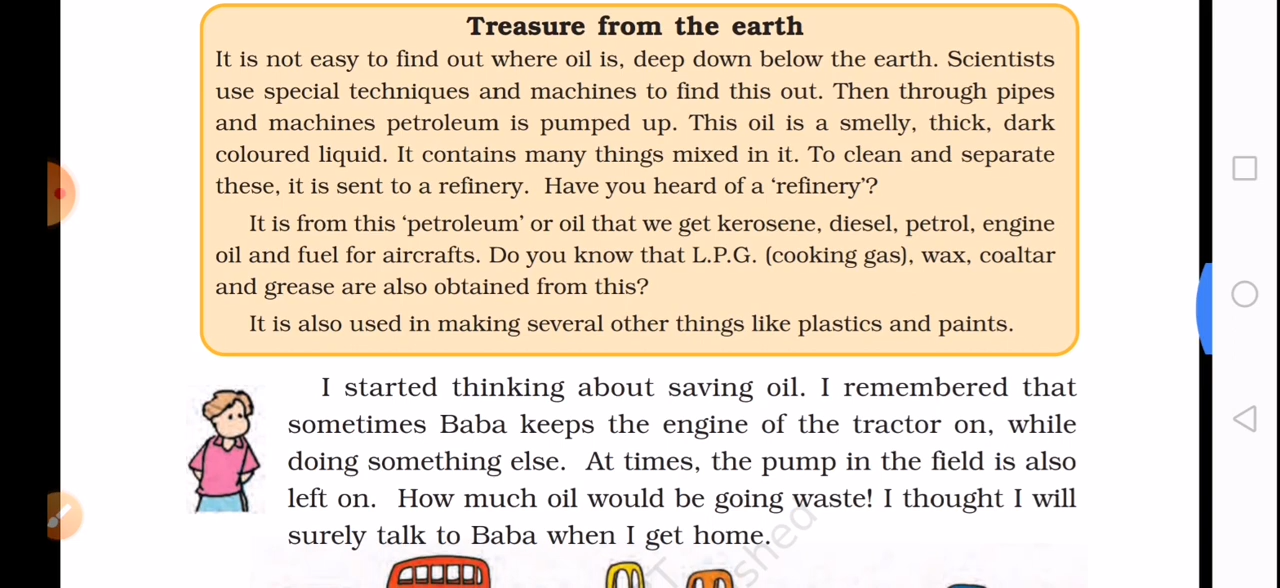 Treasure from the earth
It is not easy to find out where oil is, deep down below the earth. Scientists
use special techniques and machines to find this out. Then through pipes
and machines petroleum is pumped up. This oil is a smelly, thick, dark
coloured liquid. It contains many things mixed in it. To clean and separate
these, it is sent to a refinery. Have you heard of a ‘refinery’?
It is from this ‘petroleum’ or oil that we get kerosene, diesel, petrol, engine
oil and fuel for aircrafts. Do you know that L.P.G. (cooking gas), wax, coaltar
and grease are also obtained from this?
It is also used in making several other things like plastics and paints.
I started thinking about saving oil. I remembered that
sometimes Baba keeps the engine of the tractor on, while
doing something else. At times, the pump in the field is also
left on. How much oil would be going waste! I thought I will
surely talk to Baba when I get home.